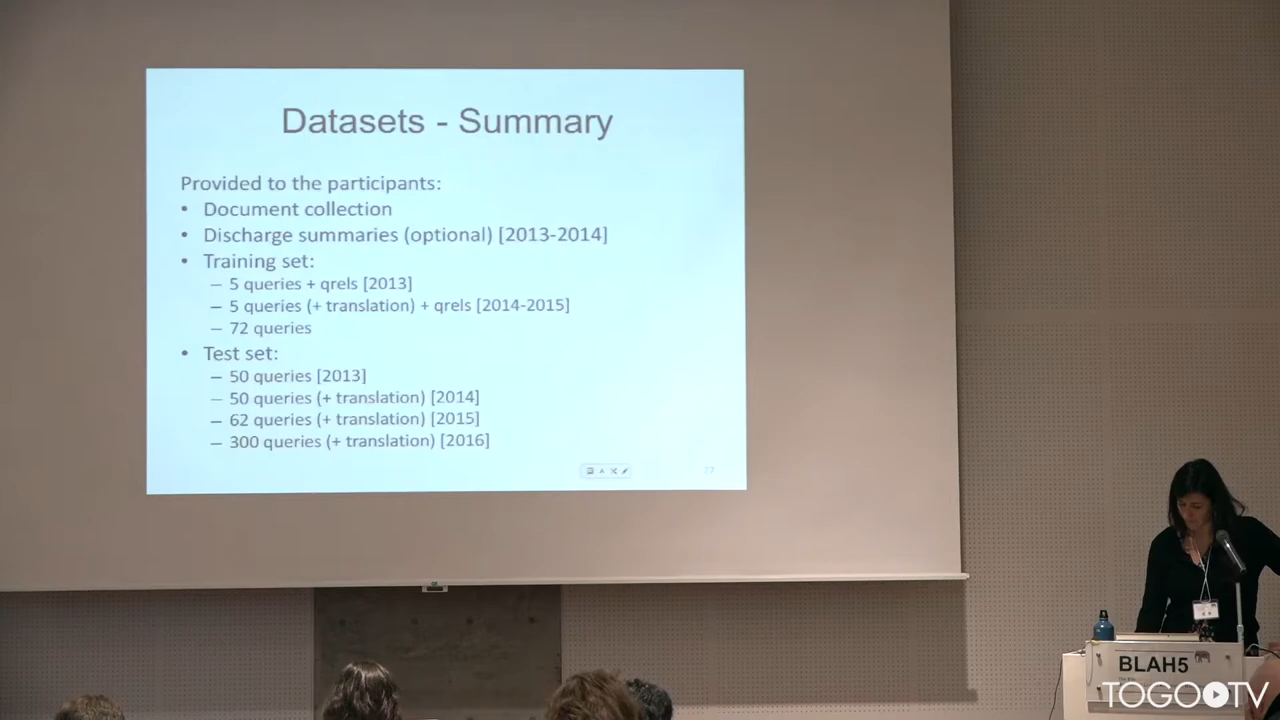 Datasets - Summary
Provided to the participants:
• Document collection
• Discharge summaries (optional) [2013-2014]
• Training set:
– 5 queries + qrels [2013]
– 5 queries (+ translation) + qrels [2014-2015]
– 72 queries
• Test set:
– 50 queries [2013]
– 50 queries (+ translation) [2014]
– 62 queries (+ translation) [2015]
– 300 queries (+ translation) [2016]
BLAH5
TOGOTV